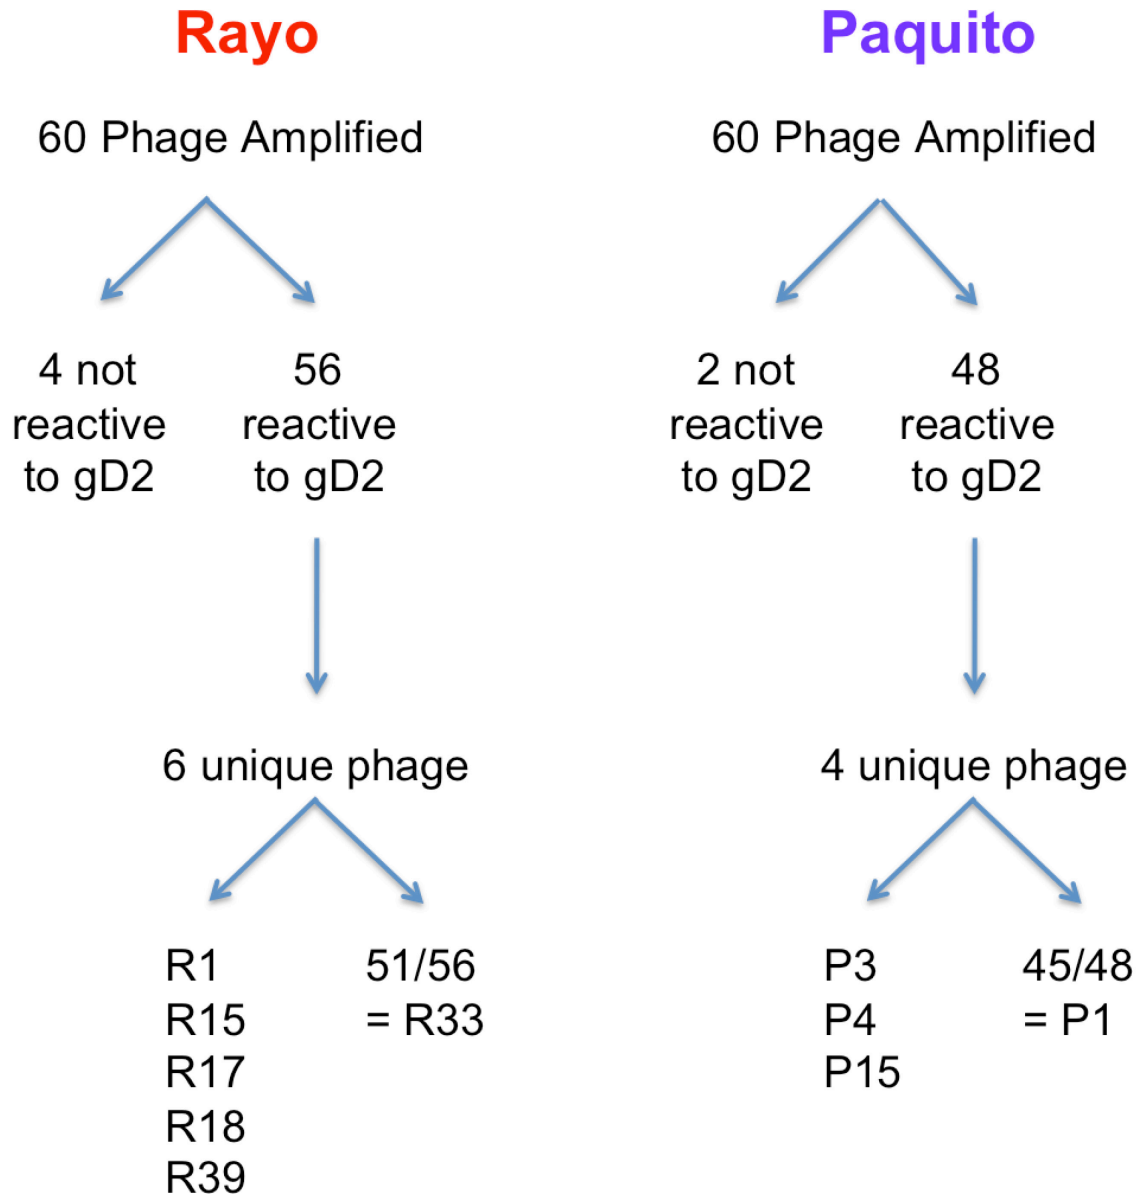 Rayo
60 Phage Amplified
4 not
reactive
to gD2
56
reactive
to gD2
6 unique phage
R1
R15
R17
R18
R39
51/56
= R33
Paquito
60 Phage Amplified
2 not
reactive
to gD2
48
reactive
to gD2
4 unique phage
P3
P4
P15
45/48
= P1